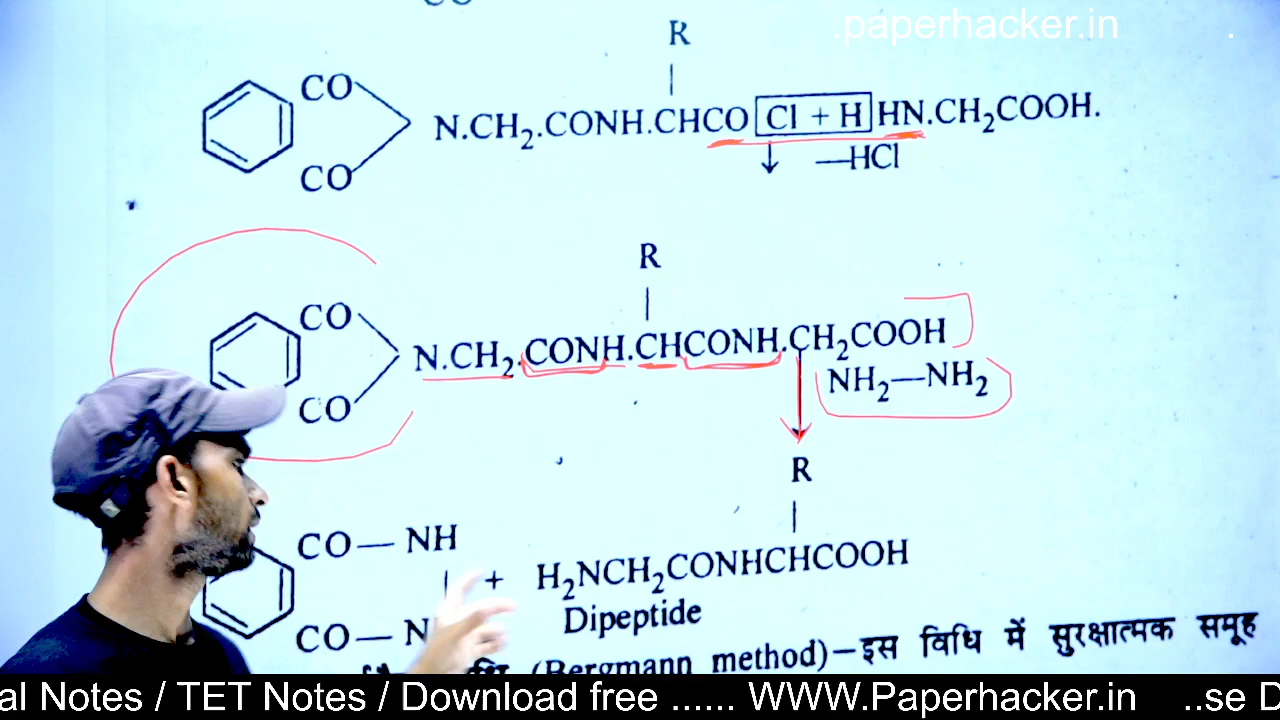 .paperhacker.in .
CO
R
CO
N.CH₂.CONH.CHCO Cl + H HN.CH₂COOH.
CO
↓ —HCl
R
CO
N.CH₂.CONH.CHCONH.CH₂COOH
NH₂—NH₂
CO
R
CO— NH
+ H₂NCH₂CONHCHCOOH
CO— N
Dipeptide
(Bergmann method)–इस विधि में सुरक्षात्मक समूह
al Notes / TET Notes / Download free ...... WWW.Paperhacker.in ..se D